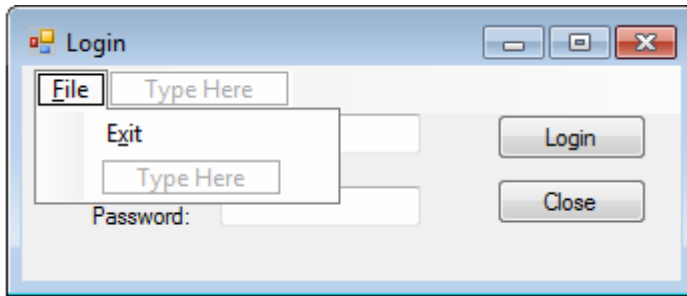 Login
File Type Here
Exit
Login
Type Here
Close
Password: